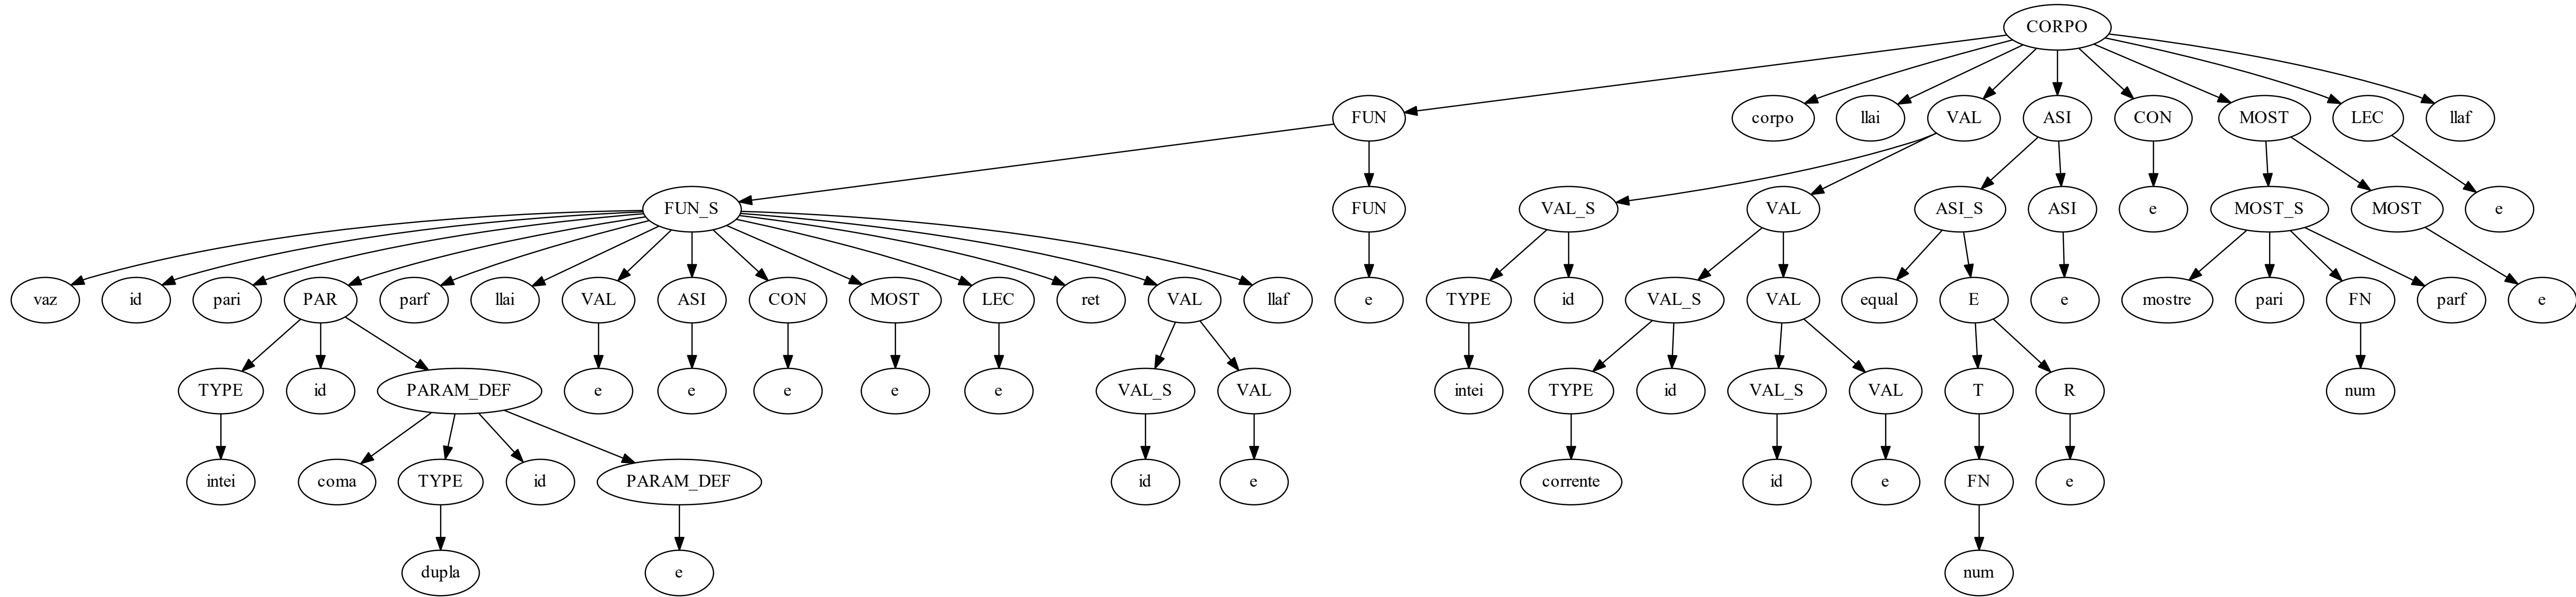 CORPO
FUN corpo llai VAL ASI CON MOST LEC llaf
FUN_S FUN VAL_S VAL ASI_S ASI e MOST_S MOST e
vaz id pari PAR parf llai VAL ASI CON MOST LEC ret VAL llaf e TYPE id VAL_S VAL equal E e mostre pari FN parf e
TYPE id PARAM_DEF e e e e e VAL_S VAL intei TYPE id VAL_S VAL T R num
intei coma TYPE id PARAM_DEF id e corrente id e FN e
dupla e num